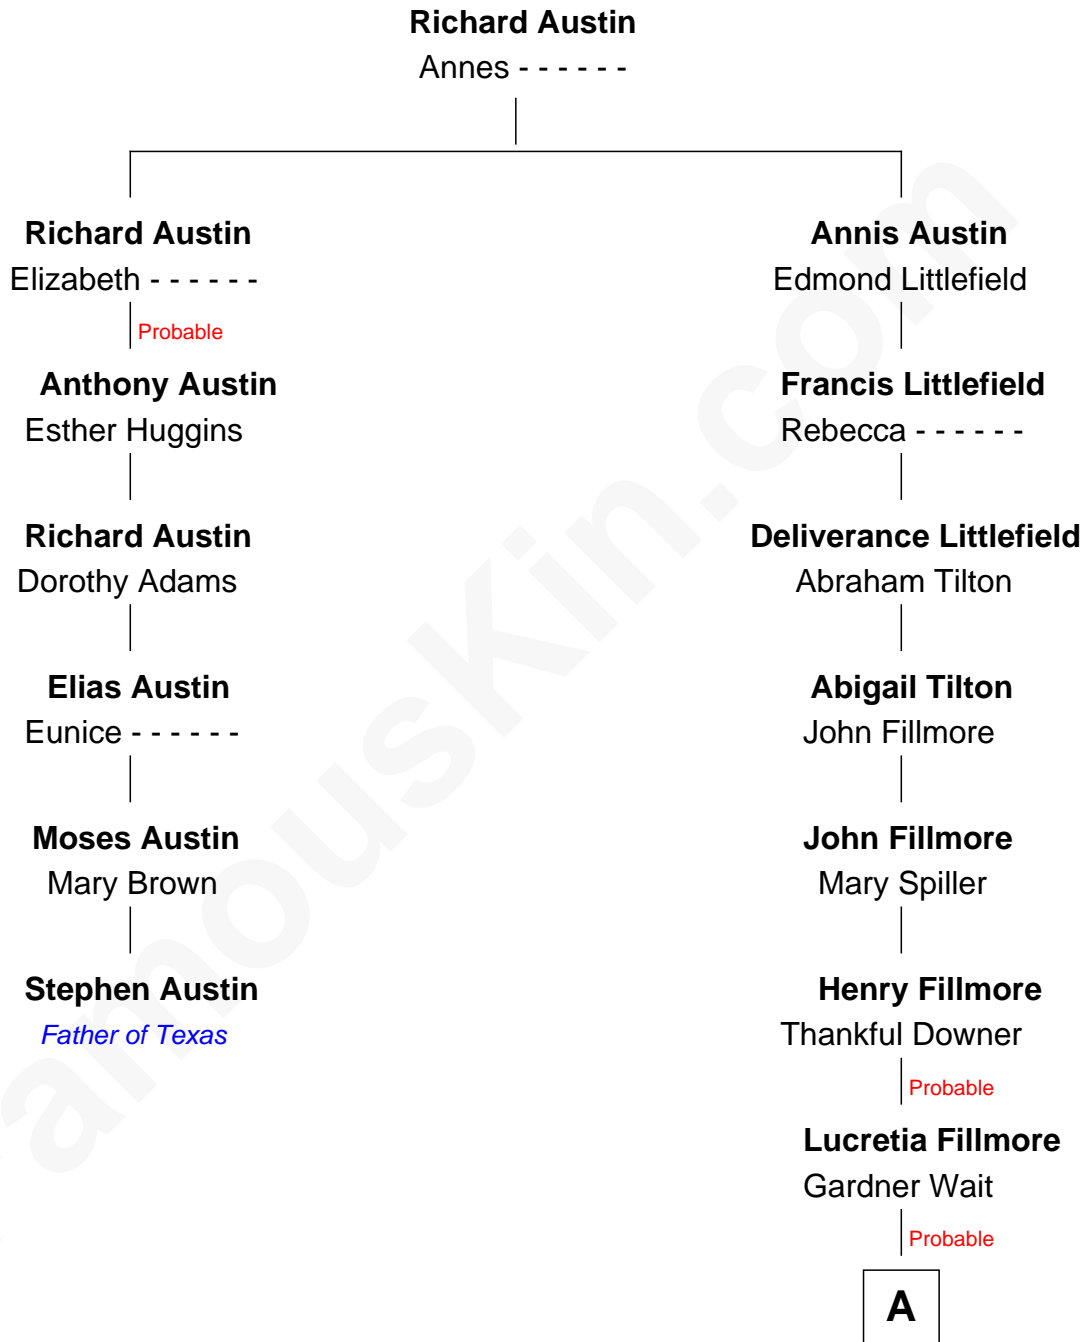 Richard Austin
Annes - - - - - -
Richard Austin
Elizabeth - - - - - -
Probable
Anthony Austin
Esther Huggins
Richard Austin
Dorothy Adams
Elias Austin
Eunice - - - - - -
Moses Austin
Mary Brown
Stephen Austin
Father of Texas
Annis Austin
Edmond Littlefield
Francis Littlefield
Rebecca - - - - - -
Deliverance Littlefield
Abraham Tilton
Abigail Tilton
John Fillmore
John Fillmore
Mary Spiller
Henry Fillmore
Thankful Downer
Probable
Lucretia Fillmore
Gardner Wait
Probable
A
amouskin.com